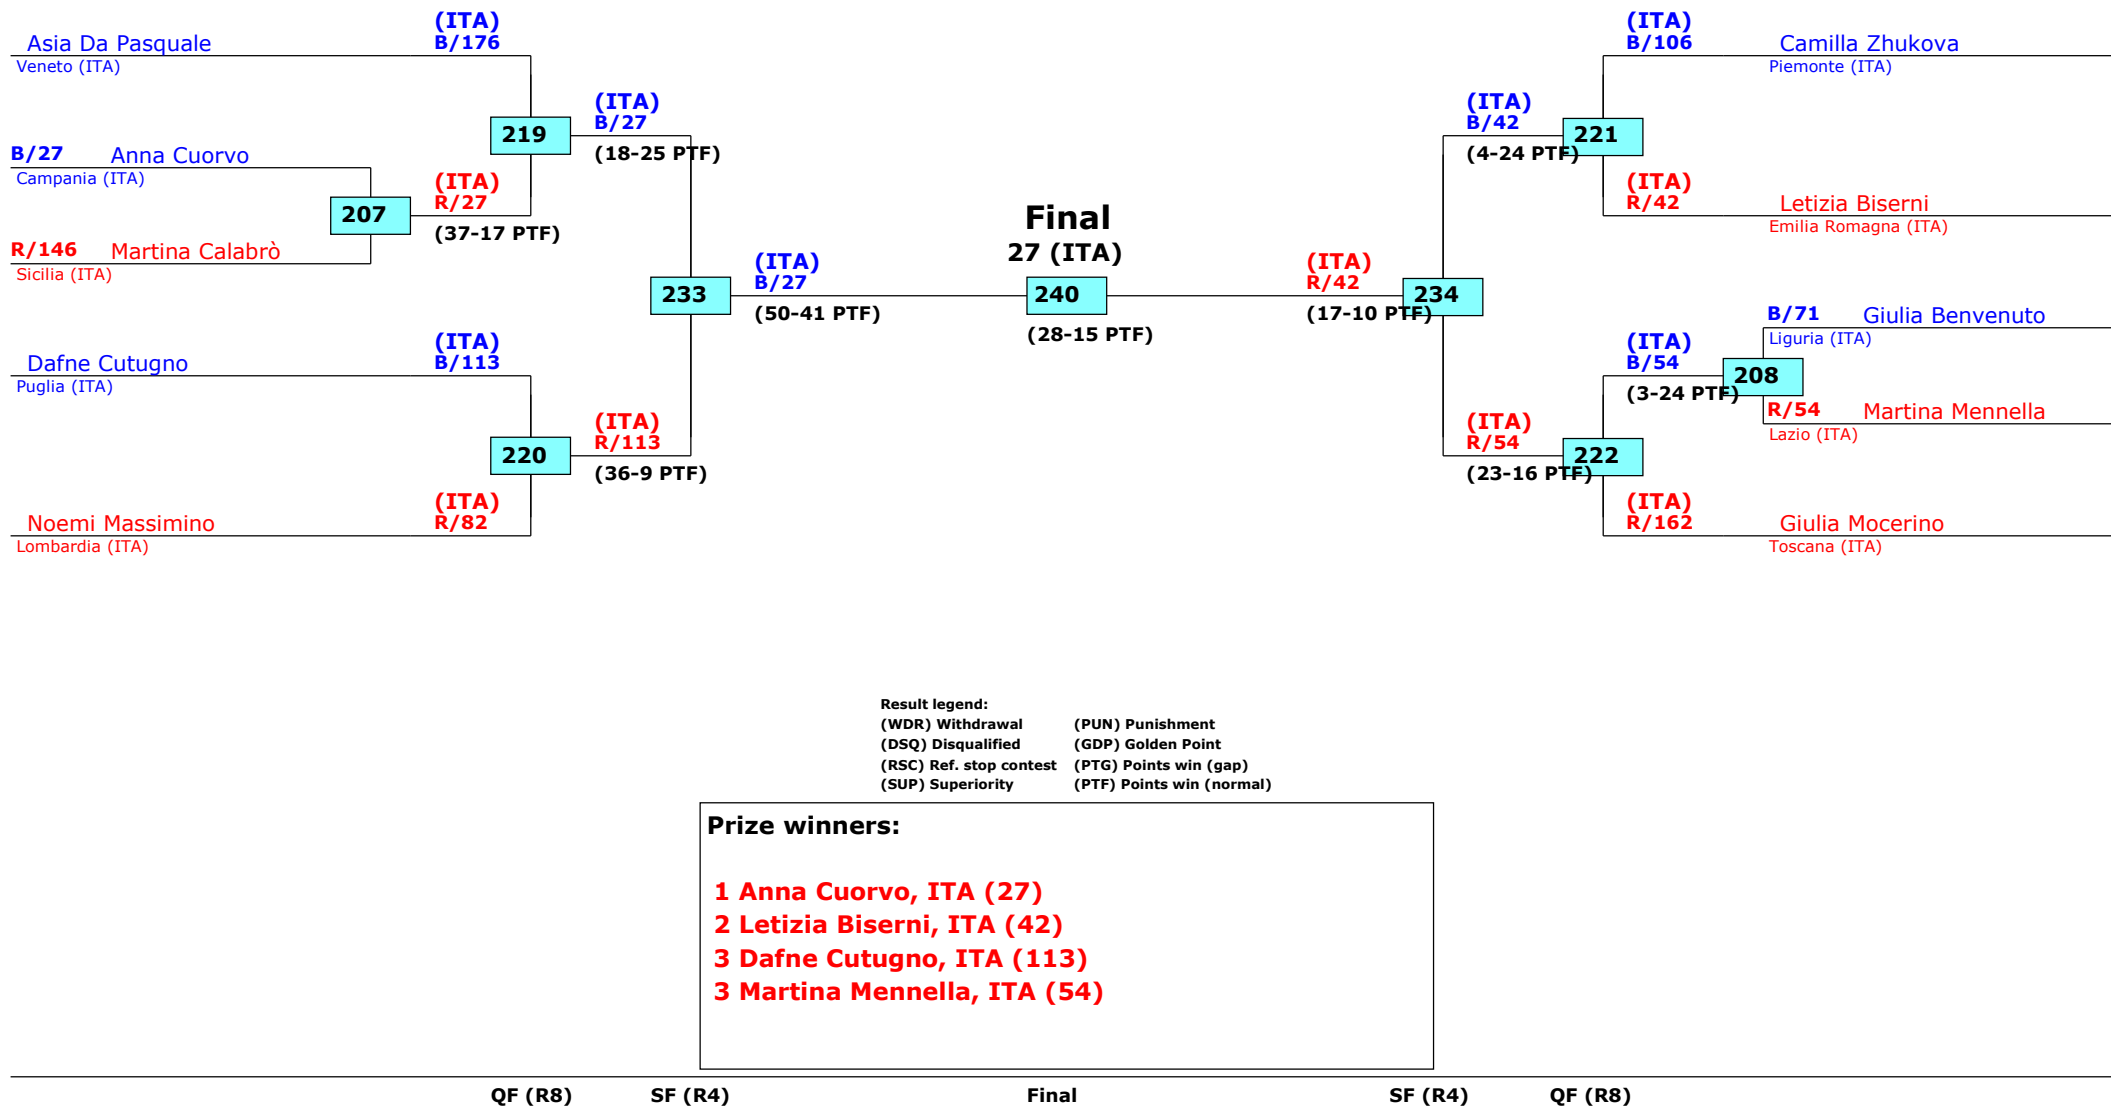 (ITA)
B/176
Asia Da Pasquale
Veneto (ITA)
(ITA)
B/27
219
(18-25 PTF)
B/27 Anna Cuorvo
Campania (ITA)
(ITA)
R/27
207
(37-17 PTF)
R/146 Martina Calabrò
Sicilia (ITA)
(ITA)
B/27
233
(50-41 PTF)
(ITA)
B/113
Dafne Cutugno
Puglia (ITA)
(ITA)
R/113
220
(36-9 PTF)
(ITA)
R/82
Noemi Massimino
Lombardia (ITA)
Final
27 (ITA)
240
(28-15 PTF)
(ITA)
B/106
Camilla Zhukova
Piemonte (ITA)
(ITA)
B/42
221
(4-24 PTF)
(ITA)
R/42
Letizia Biserni
Emilia Romagna (ITA)
(ITA)
R/42
234
(17-10 PTF)
B/71 Giulia Benvenuto
Liguria (ITA)
(ITA)
B/54
208
(3-24 PTF)
R/54 Martina Mennella
Lazio (ITA)
(ITA)
R/54
222
(23-16 PTF)
(ITA)
R/162
Giulia Mocerino
Toscana (ITA)
Result legend:
(WDR) Withdrawal (PUN) Punishment
(DSQ) Disqualified (GDP) Golden Point
(RSC) Ref. stop contest (PTG) Points win (gap)
(SUP) Superiority (PTF) Points win (normal)
Prize winners:
1 Anna Cuorvo, ITA (27)
2 Letizia Biserni, ITA (42)
3 Dafne Cutugno, ITA (113)
3 Martina Mennella, ITA (54)
QF (R8) SF (R4) Final SF (R4) QF (R8)